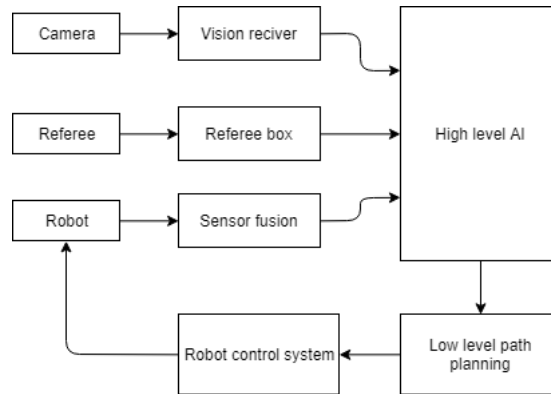 Camera
Vision reciver
Referee
Referee box
High level AI
Robot
Sensor fusion
Robot control system
Low level path
planning